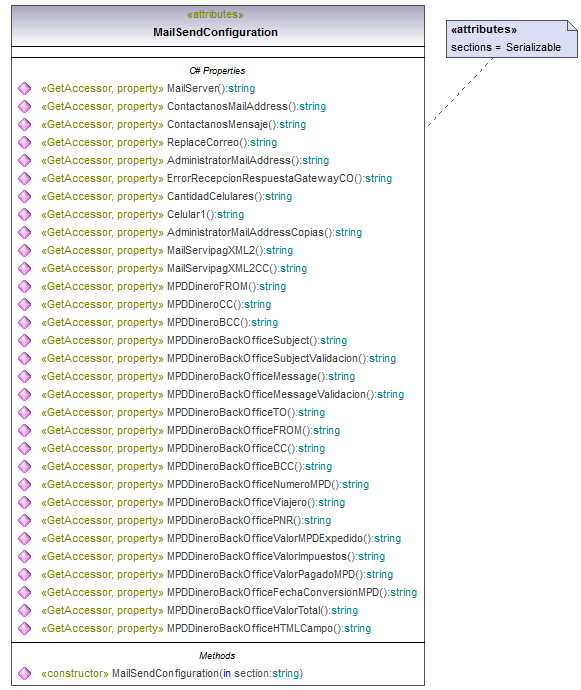 «attributes»
MailSendConfiguration
C# Properties
«GetAccessor, property» MailServer():string
«GetAccessor, property» ContactanosMailAddress():string
«GetAccessor, property» ContactanosMensaje():string
«GetAccessor, property» ReplaceCorreo():string
«GetAccessor, property» AdministratorMailAddress():string
«GetAccessor, property» ErrorRecepcionRespuestaGatewayCO():string
«GetAccessor, property» CantidadCelulares():string
«GetAccessor, property» Celular1():string
«GetAccessor, property» AdministratorMailAddressCopias():string
«GetAccessor, property» MailServipagXML2():string
«GetAccessor, property» MailServipagXML2CC():string
«GetAccessor, property» MPDDineroFROM():string
«GetAccessor, property» MPDDineroCC():string
«GetAccessor, property» MPDDineroBCC():string
«GetAccessor, property» MPDDineroBackOfficeSubject():string
«GetAccessor, property» MPDDineroBackOfficeSubjectValidacion():string
«GetAccessor, property» MPDDineroBackOfficeMessage():string
«GetAccessor, property» MPDDineroBackOfficeMessageValidacion():string
«GetAccessor, property» MPDDineroBackOfficeTO():string
«GetAccessor, property» MPDDineroBackOfficeFROM():string
«GetAccessor, property» MPDDineroBackOfficeCC():string
«GetAccessor, property» MPDDineroBackOfficeBCC():string
«GetAccessor, property» MPDDineroBackOfficeNumeroMPD():string
«GetAccessor, property» MPDDineroBackOfficeViajero():string
«GetAccessor, property» MPDDineroBackOfficePNR():string
«GetAccessor, property» MPDDineroBackOfficeValorMPDExpedido():string
«GetAccessor, property» MPDDineroBackOfficeValorImpuestos():string
«GetAccessor, property» MPDDineroBackOfficeValorPagadoMPD():string
«GetAccessor, property» MPDDineroBackOfficeFechaConversionMPD():string
«GetAccessor, property» MPDDineroBackOfficeValorTotal():string
«GetAccessor, property» MPDDineroBackOfficeHTMLCampo():string
Methods
«constructor» MailSendConfiguration(in section:string)
«attributes»
sections = Serializable